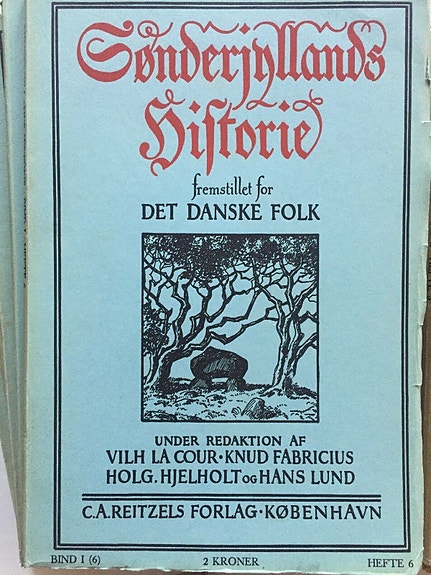 Sønderjyllands
Historie
fremstillet for
DET DANSKE FOLK
UNDER REDAKTION AF
VILH LA COUR · KNUD FABRICIUS
HOLG. HJELHOLT OG HANS LUND
C. A. REITZELS FORLAG · KØBENHAVN
BIND I (6) 2 KRONER HEFTE 6